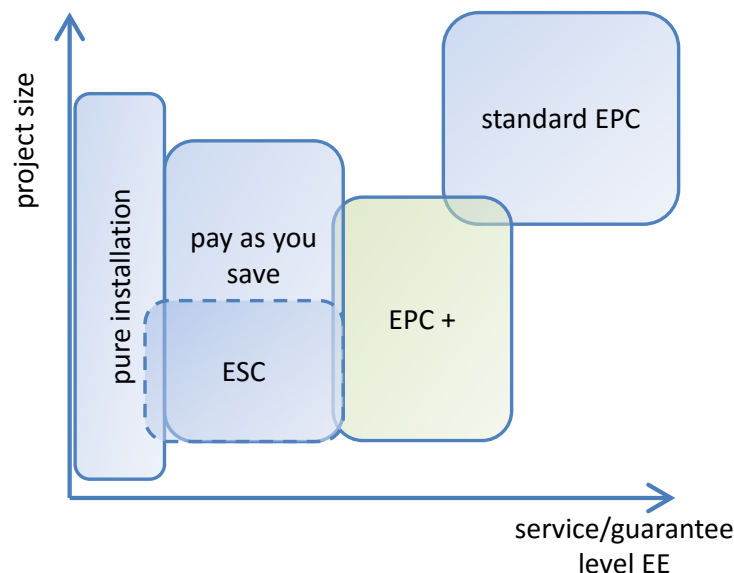 project size
standard EPC
pure installation
pay as you
save
EPC +
ESC
service/guarantee
level EE